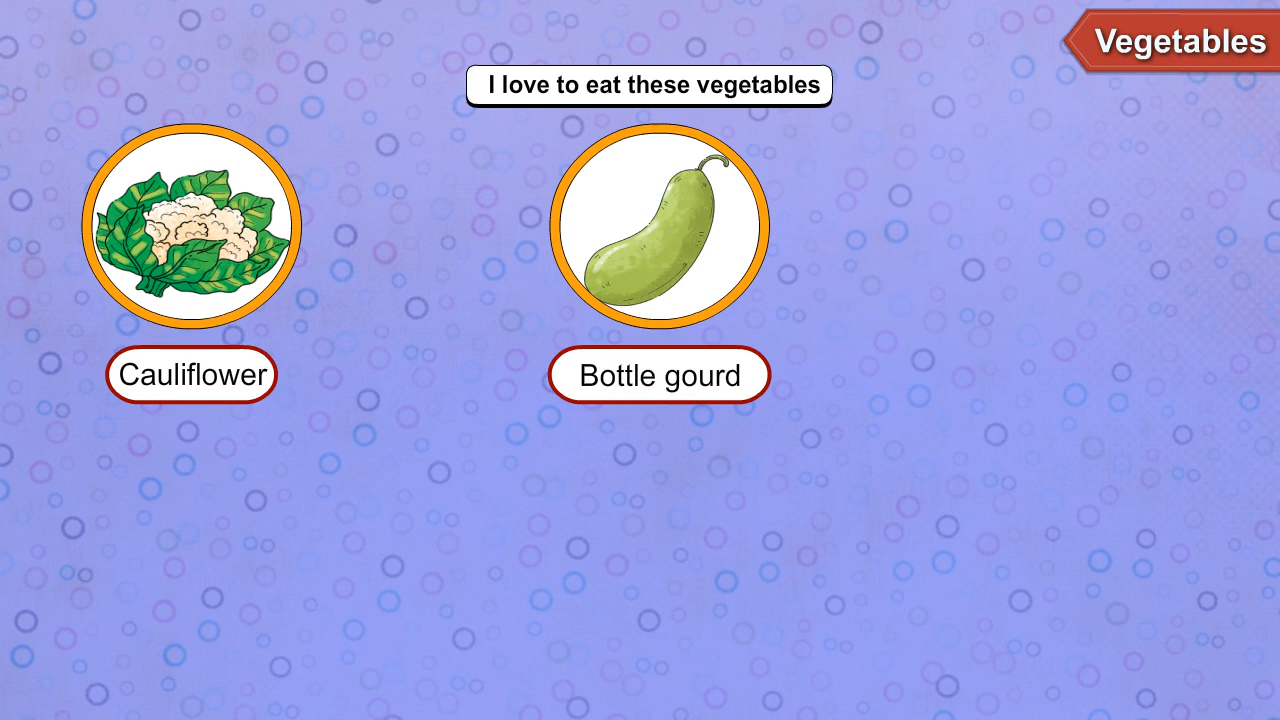 Vegetables
I love to eat these vegetables
Cauliflower
Bottle gourd